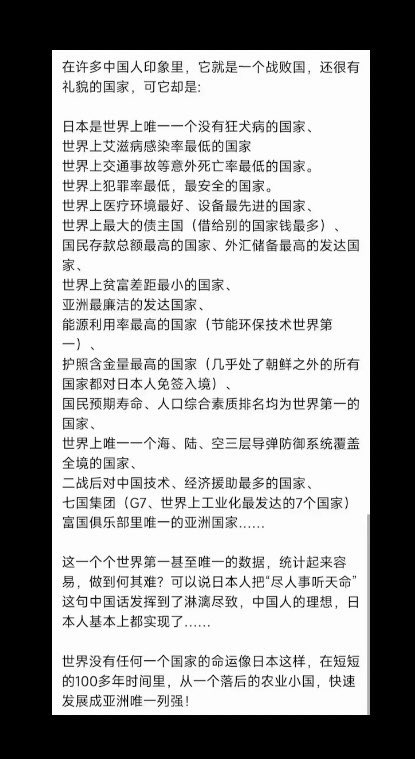 在许多中国人印象里，它就是一个战败国，还很有
礼貌的国家，可它却是:
日本是世界上唯一一个没有狂犬病的国家、
世界上艾滋病感染率最低的国家
世界上交通事故等意外死亡率最低的国家。
世界上犯罪率最低，最安全的国家。
世界上医疗环境最好、设备最先进的国家、
世界上最大的债主国（借给别的国家钱最多）、
国民存款总额最高的国家、外汇储备最高的发达国
家、
世界上贫富差距最小的国家、
亚洲最廉洁的发达国家、
能源利用率最高的国家（节能环保技术世界第
一）、
护照含金量最高的国家（几乎处了朝鲜之外的所有
国家都对日本人免签入境）、
国民预期寿命、人口综合素质排名均为世界第一的
国家、
世界上唯一一个海、陆、空三层导弹防御系统覆盖
全境的国家、
二战后对中国技术、经济援助最多的国家、
七国集团（G7、世界上工业化最发达的7个国家）
富国俱乐部里唯一的亚洲国家……
这一个个世界第一甚至唯一的数据，统计起来容
易，做到何其难？可以说日本人把“尽人事听天命”
这句中国话发挥到了淋漓尽致，中国人的理想，日
本人基本上都实现了……
世界没有任何一个国家的命运像日本这样，在短短
的100多年时间里，从一个落后的农业小国，快速
发展成亚洲唯一列强！